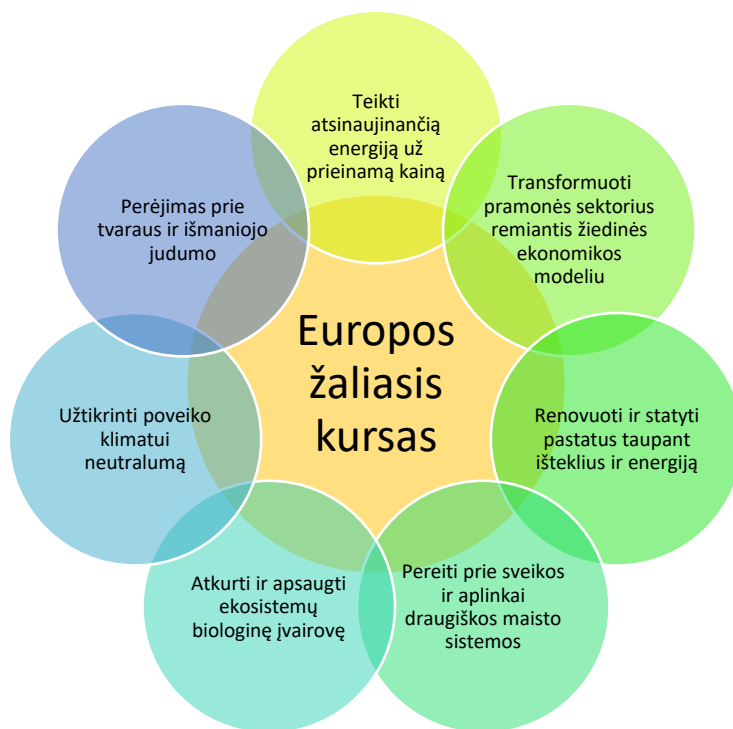 Teikti
atsinaujinančią
energiją už
prieinamą kainą
Transformuoti
pramonės sektorius
remiantis žiedinės
ekonomikos
modeliu
Renovuoti ir statyti
pastatus taupant
išteklius ir energiją
Pereiti prie sveikos
ir aplinkai
draugiškos maisto
sistemos
Atkurti ir apsaugti
ekosistemų
biologinę įvairovę
Užtikrinti poveiko
klimatui
neutralumą
Perėjimas prie
tvaraus ir išmaniojo
judumo
Europos
žaliasis
kursas